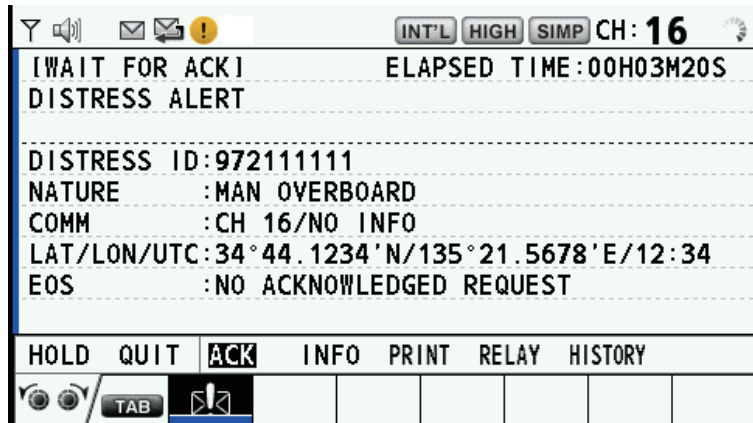 INT'L HIGH SIMP CH:16
[WAIT FOR ACK] ELAPSED TIME:00H03M20S
DISTRESS ALERT
DISTRESS ID:972111111
NATURE :MAN OVERBOARD
COMM :CH 16/NO INFO
LAT/LON/UTC:34°44.1234'N/135°21.5678'E/12:34
EOS :NO ACKNOWLEDGED REQUEST
HOLD QUIT ACK INFO PRINT RELAY HISTORY
TAB